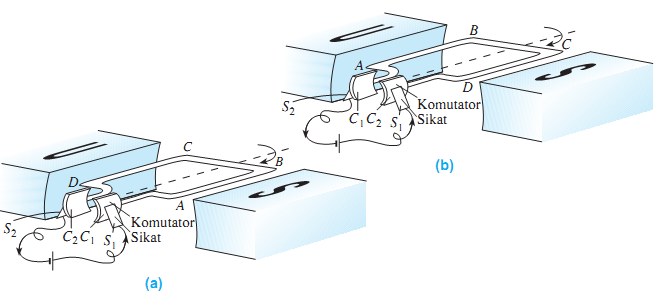 B
U
C
A
S
D
Komutator
S₂
C₁ C₂ S₁ Sikat
(b)
C
U
B
D
S
A
Komutator
S₂
C₂ C₁ S₁ Sikat
(a)